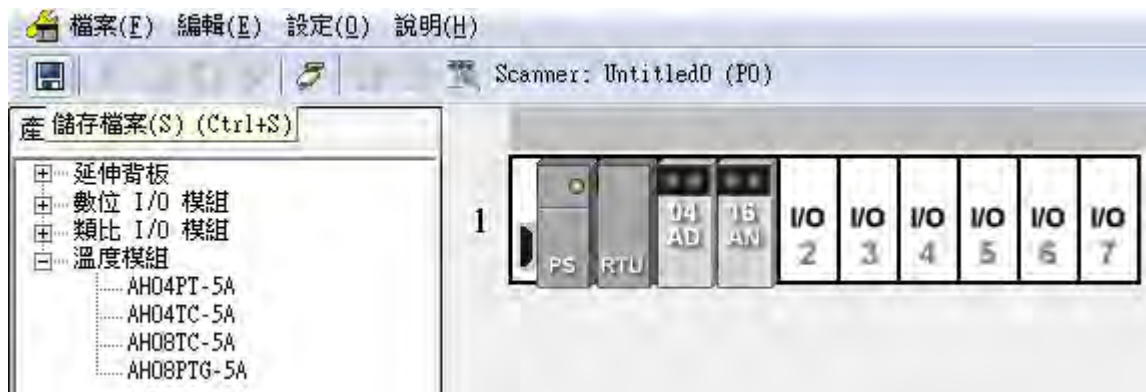 檔案(F) 編輯(E) 設定(O) 說明(H)
Scanner: Untitled0 (P0)
產 儲存檔案(S) (Ctrl+S)
延伸背板
數位 I/O 模組
類比 I/O 模組
溫度模組
AH04PT-5A
AH04TC-5A
AH08TC-5A
AH08PTG-5A
1
PS RTU 04 AD 16 AN I/O 2 I/O 3 I/O 4 I/O 5 I/O 6 I/O 7